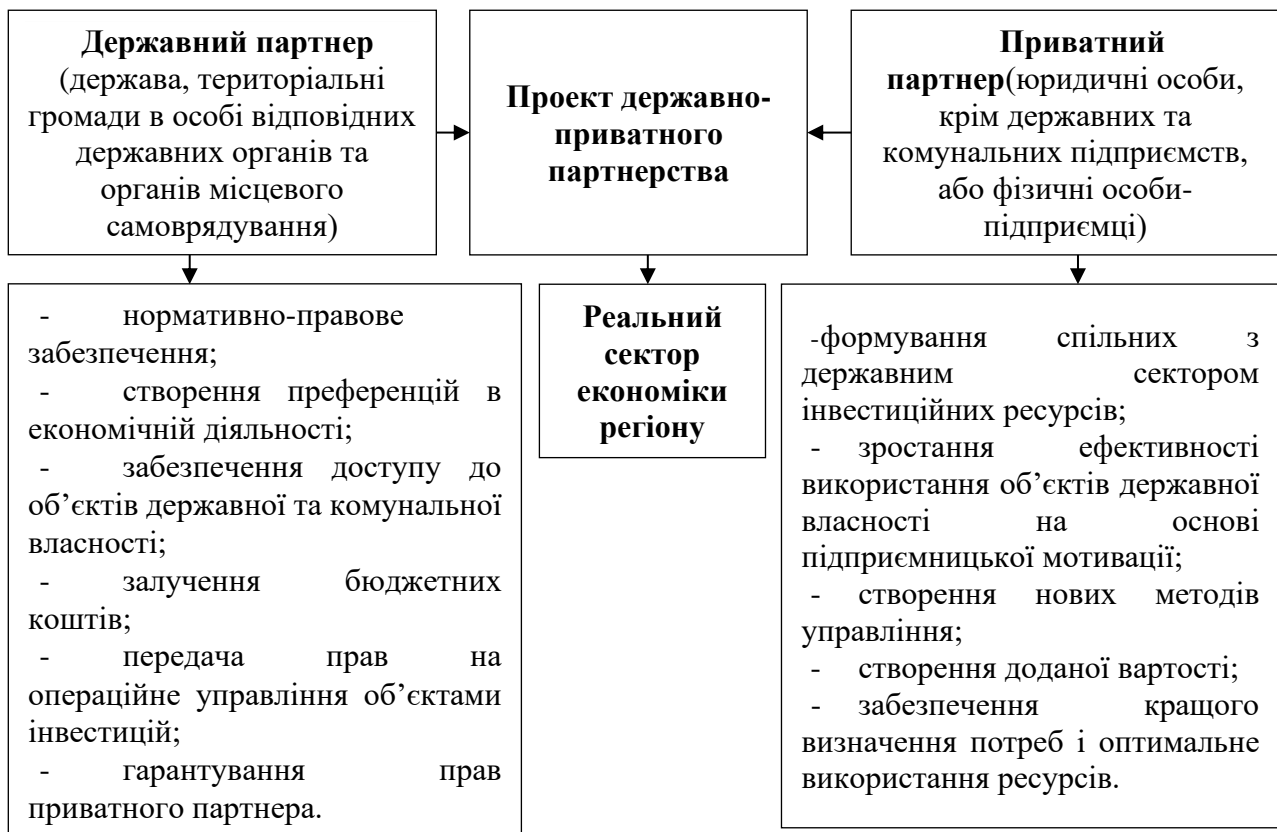 Державний партнер
(держава, територіальні
громади в особі відповідних
державних органів та
органів місцевого
самоврядування)
Проект державно-
приватного
партнерства
Приватний
партнер(юридичні особи,
крім державних та
комунальних підприємств,
або фізичні особи-
підприємці)
- нормативно-правове
забезпечення;
- створення преференцій в
економічній діяльності;
- забезпечення доступу до
об’єктів державної та комунальної
власності;
- залучення бюджетних
коштів;
- передача прав на
операційне управління об’єктами
інвестицій;
- гарантування прав
приватного партнера.
Реальний
сектор
економіки
регіону
-формування спільних з
державним сектором
інвестиційних ресурсів;
- зростання ефективності
використання об’єктів державної
власності на основі
підприємницької мотивації;
- створення нових методів
управління;
- створення доданої вартості;
- забезпечення кращого
визначення потреб і оптимальне
використання ресурсів.